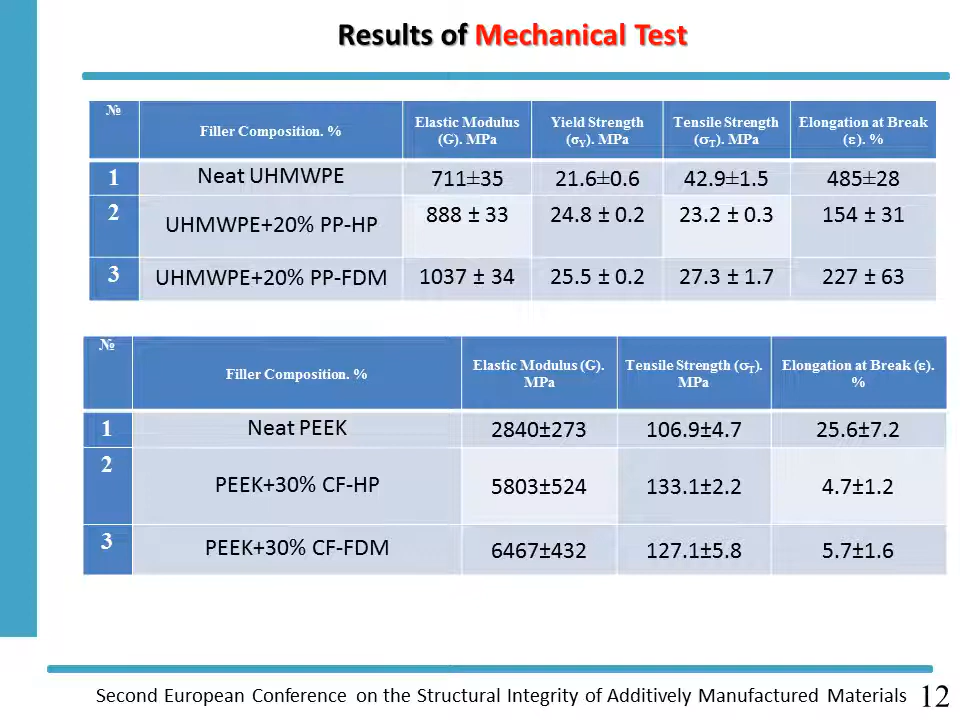 Results of Mechanical Test
№
Filler Composition. %
Elastic Modulus
(G). MPa
Yield Strength
(σY). MPa
Tensile Strength
(σT). MPa
Elongation at Break
(ε). %
1 Neat UHMWPE 711±35 21.6±0.6 42.9±1.5 485±28
2 UHMWPE+20% PP-HP 888 ± 33 24.8 ± 0.2 23.2 ± 0.3 154 ± 31
3 UHMWPE+20% PP-FDM 1037 ± 34 25.5 ± 0.2 27.3 ± 1.7 227 ± 63
№
Filler Composition. %
Elastic Modulus (G).
MPa
Tensile Strength (σT).
MPa
Elongation at Break (ε).
%
1 Neat PEEK 2840±273 106.9±4.7 25.6±7.2
2 PEEK+30% CF-HP 5803±524 133.1±2.2 4.7±1.2
3 PEEK+30% CF-FDM 6467±432 127.1±5.8 5.7±1.6
Second European Conference on the Structural Integrity of Additively Manufactured Materials 12